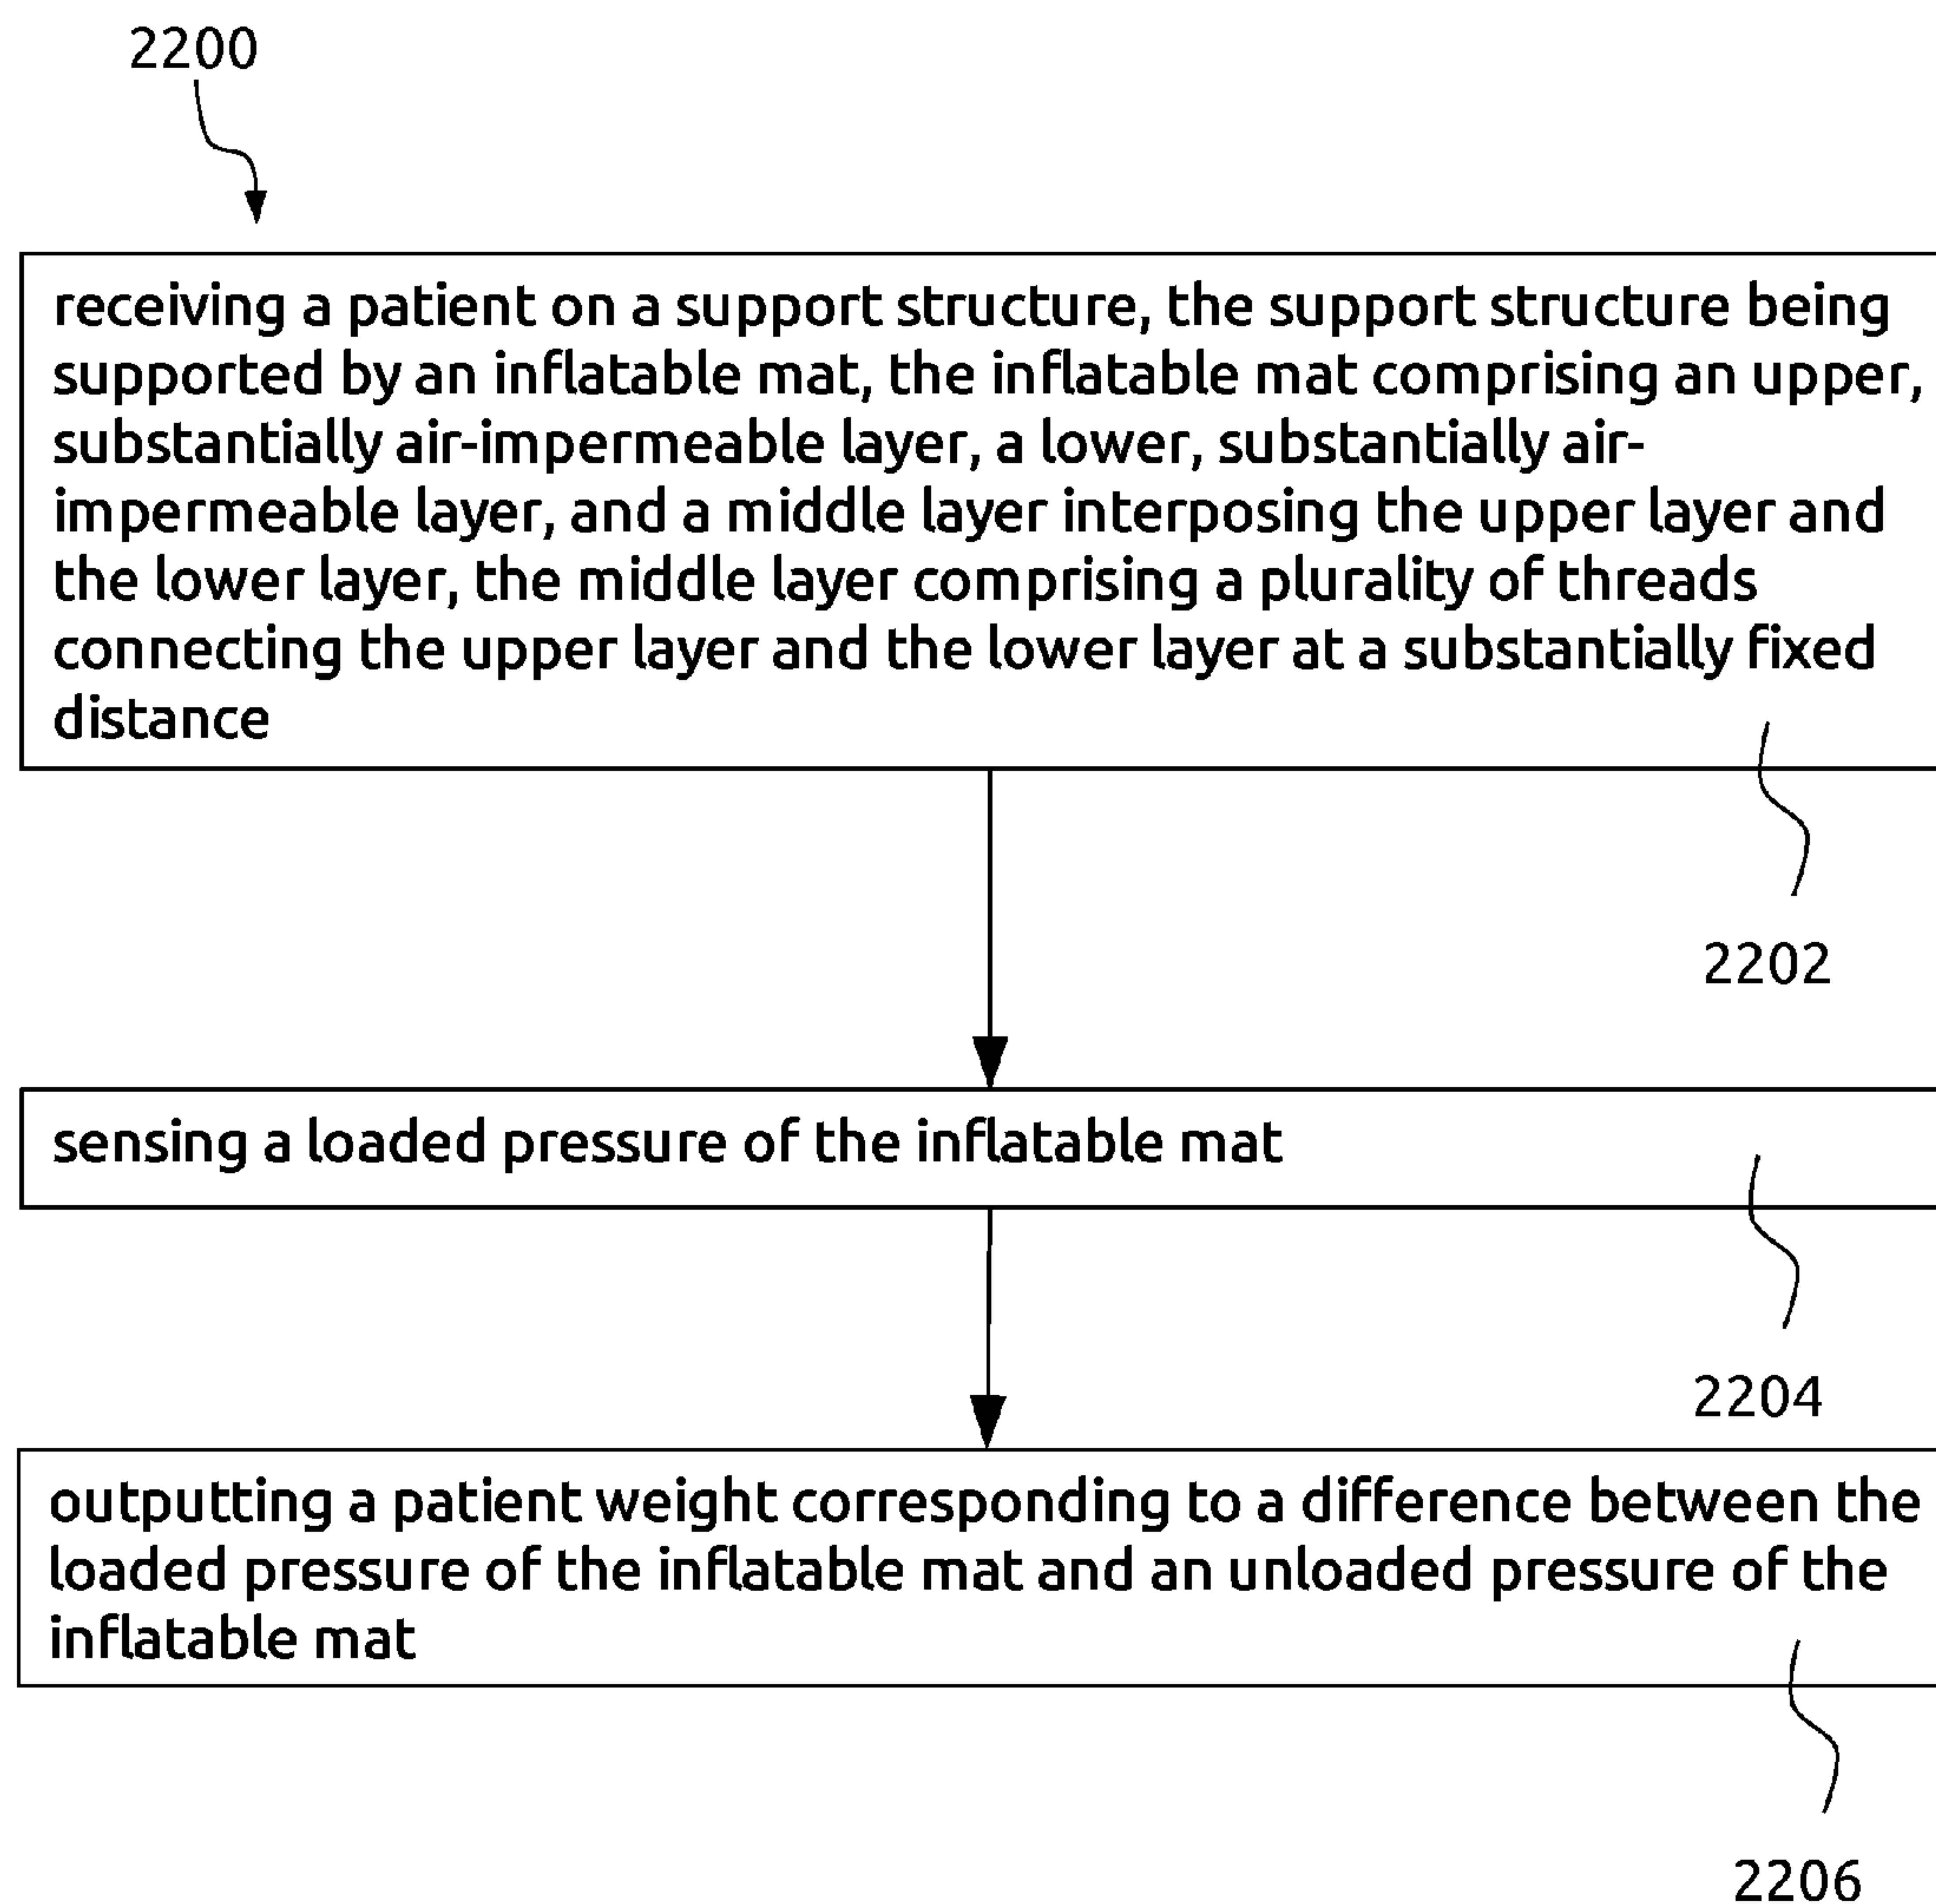 2200
receiving a patient on a support structure, the support structure being
supported by an inflatable mat, the inflatable mat comprising an upper,
substantially air-impermeable layer, a lower, substantially air-
impermeable layer, and a middle layer interposing the upper layer and
the lower layer, the middle layer comprising a plurality of threads
connecting the upper layer and the lower layer at a substantially fixed
distance
2202
sensing a loaded pressure of the inflatable mat
2204
outputting a patient weight corresponding to a difference between the
loaded pressure of the inflatable mat and an unloaded pressure of the
inflatable mat
2206